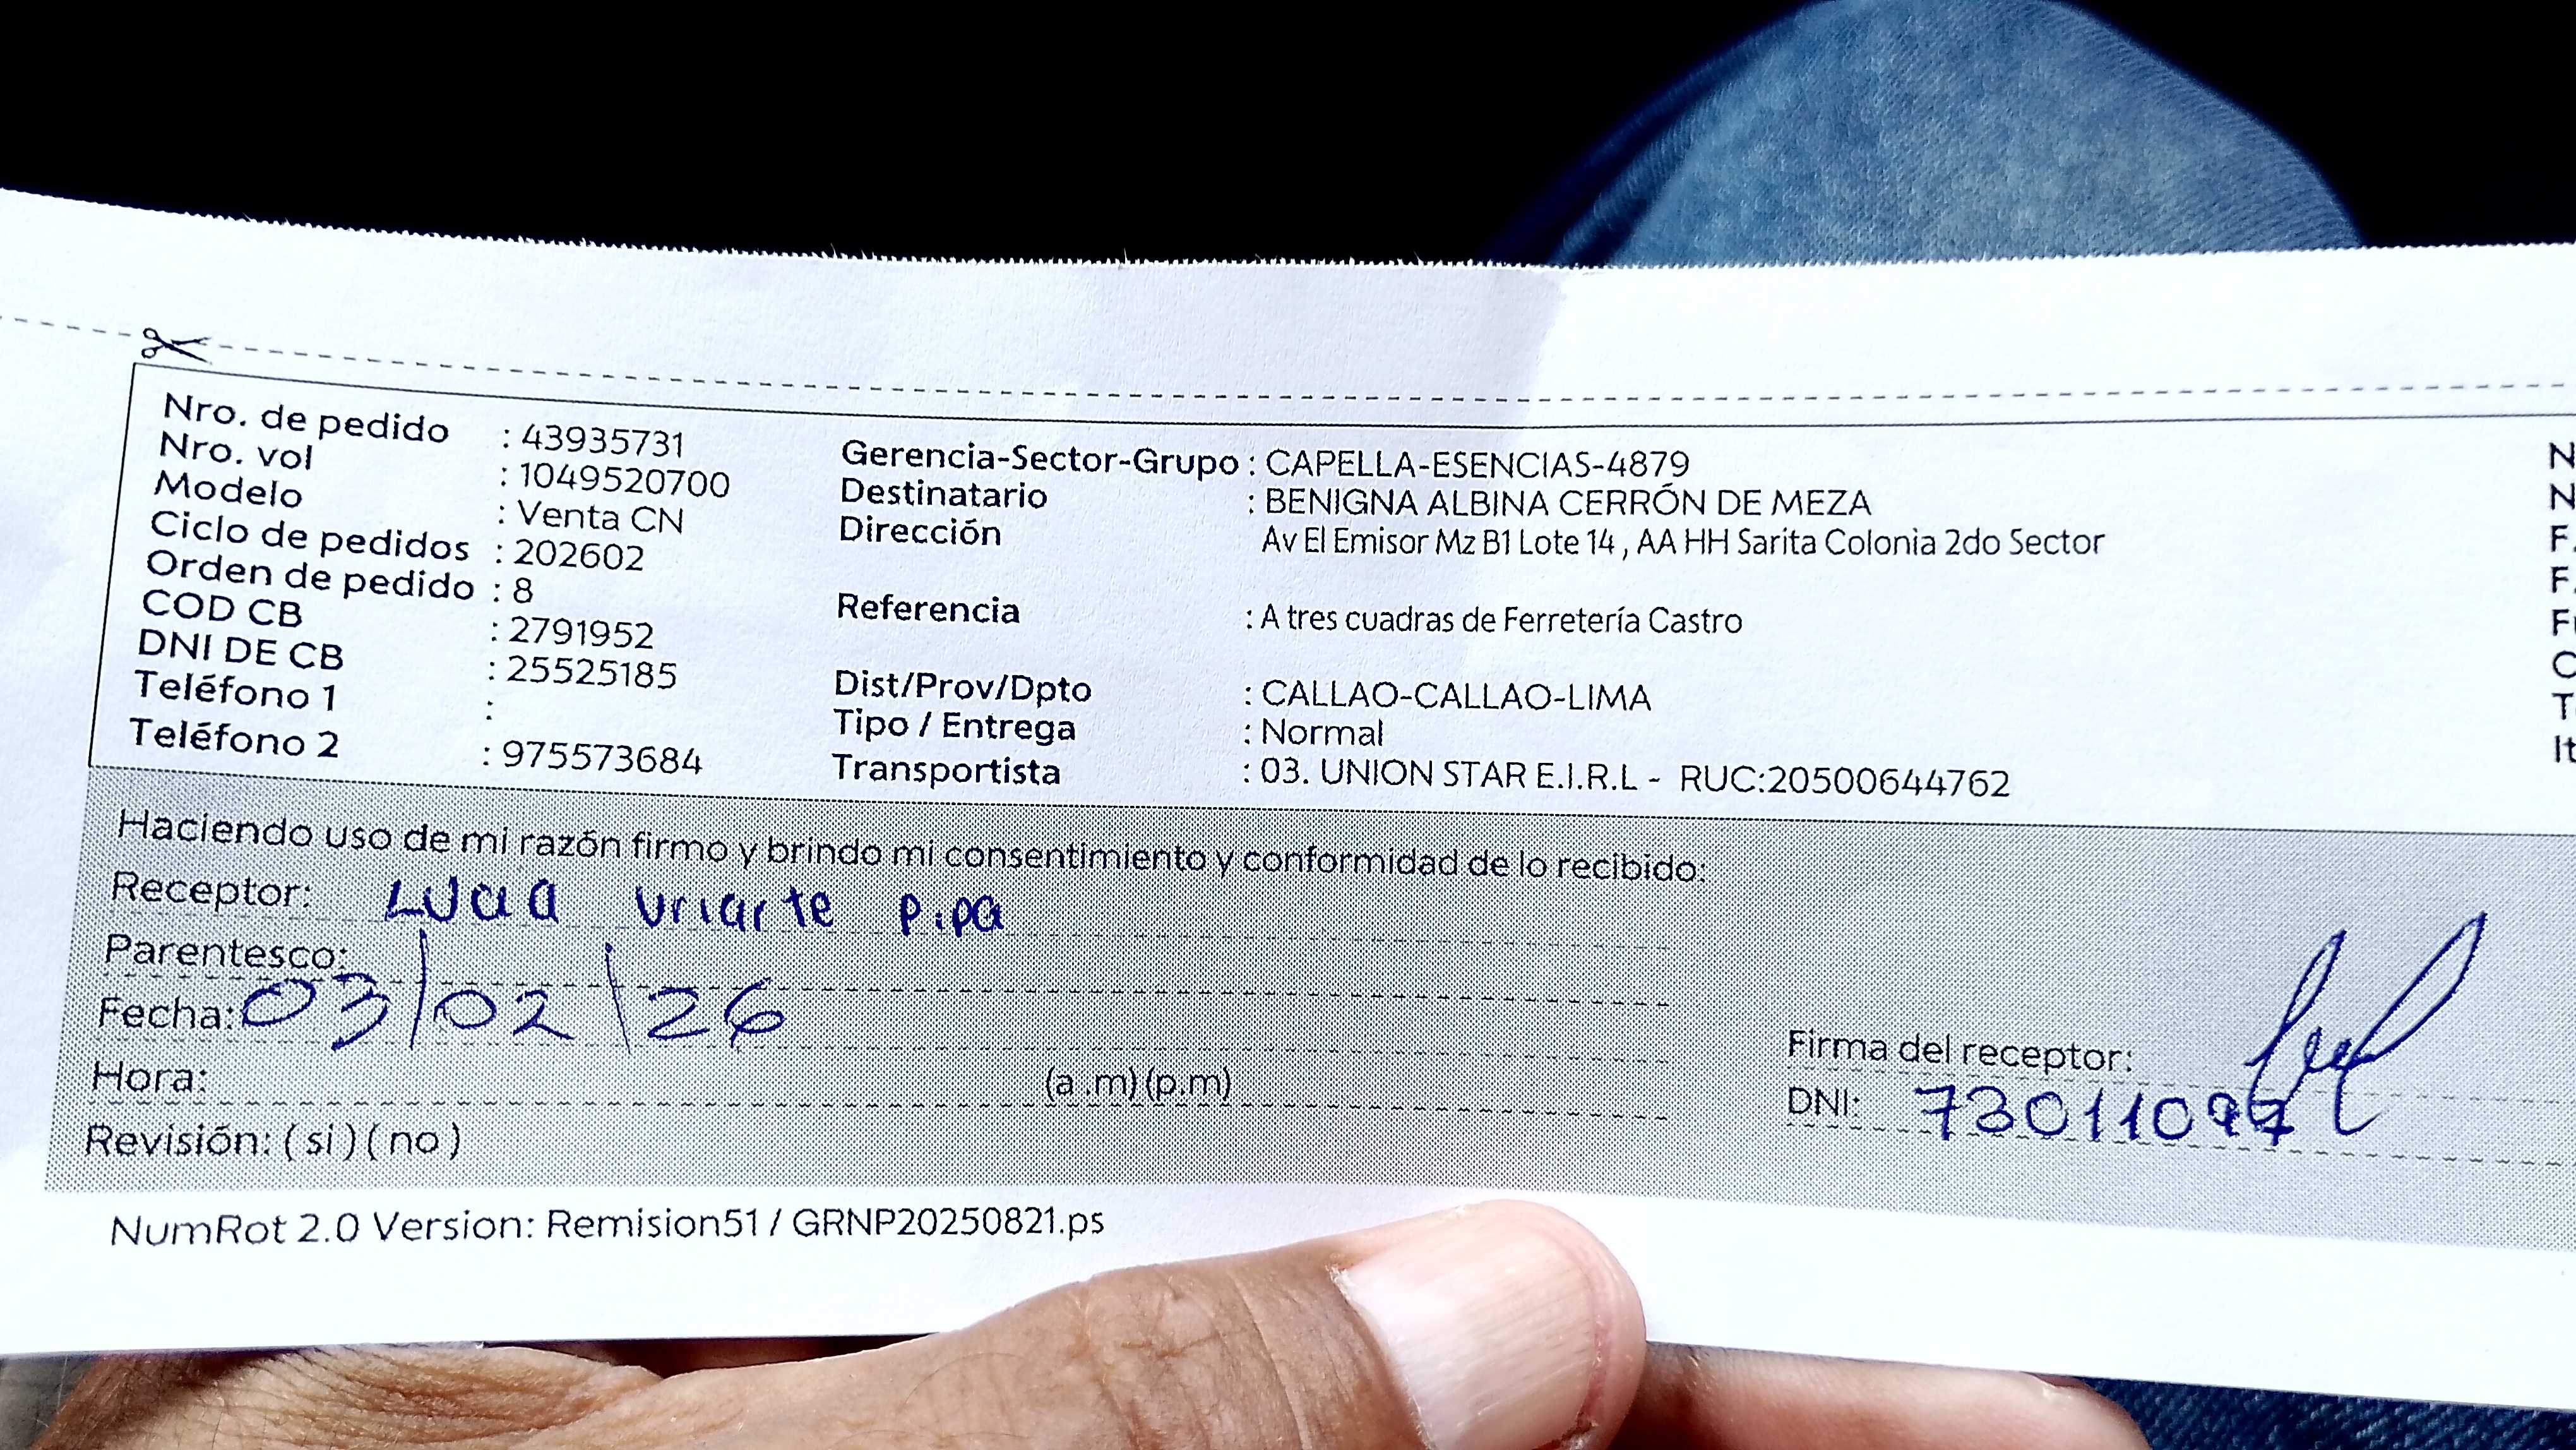 Nro. de pedido : 43935731
Nro. vol : 1049520700
Modelo : Venta CN
Ciclo de pedidos : 202602
Orden de pedido : 8
COD CB : 2791952
DNI DE CB : 25525185
Teléfono 1 :
Teléfono 2 : 975573684
Gerencia-Sector-Grupo : CAPELLA-ESENCIAS-4879
Destinatario : BENIGNA ALBINA CERRÓN DE MEZA
Dirección Av El Emisor Mz B1 Lote 14 , AA HH Sarita Colonia 2do Sector
Referencia : A tres cuadras de Ferretería Castro
Dist/Prov/Dpto : CALLAO-CALLAO-LIMA
Tipo / Entrega : Normal
Transportista : 03. UNION STAR E.I.R.L - RUC:20500644762
Haciendo uso de mi razón firmo y brindo mi consentimiento y conformidad de lo recibido:
Receptor: Lucia Uriarte Pipa
Parentesco:
Fecha: 03/02/26
Hora: (a .m) (p.m)
Revisión: ( si ) ( no )
Firma del receptor:
DNI:
NumRot 2.0 Version: Remision51 / GRNP20250821.ps